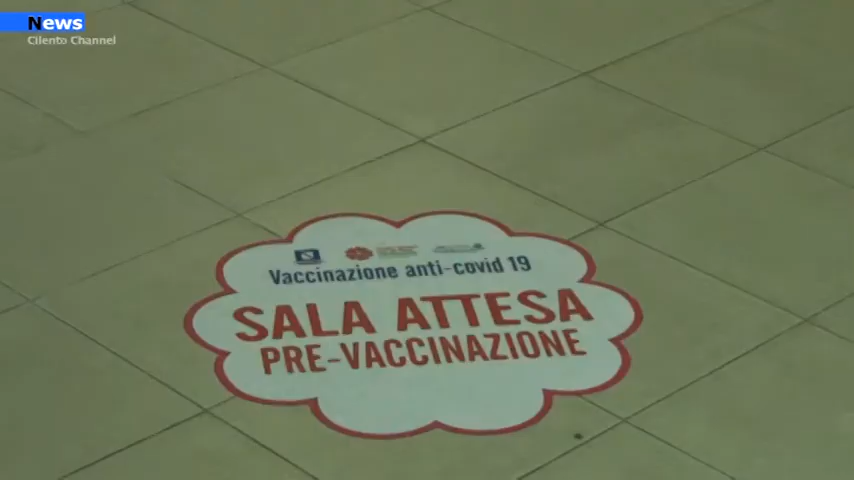 News
Cilento Channel
Vaccinazione anti-covid 19
SALA ATTESA
PRE-VACCINAZIONE